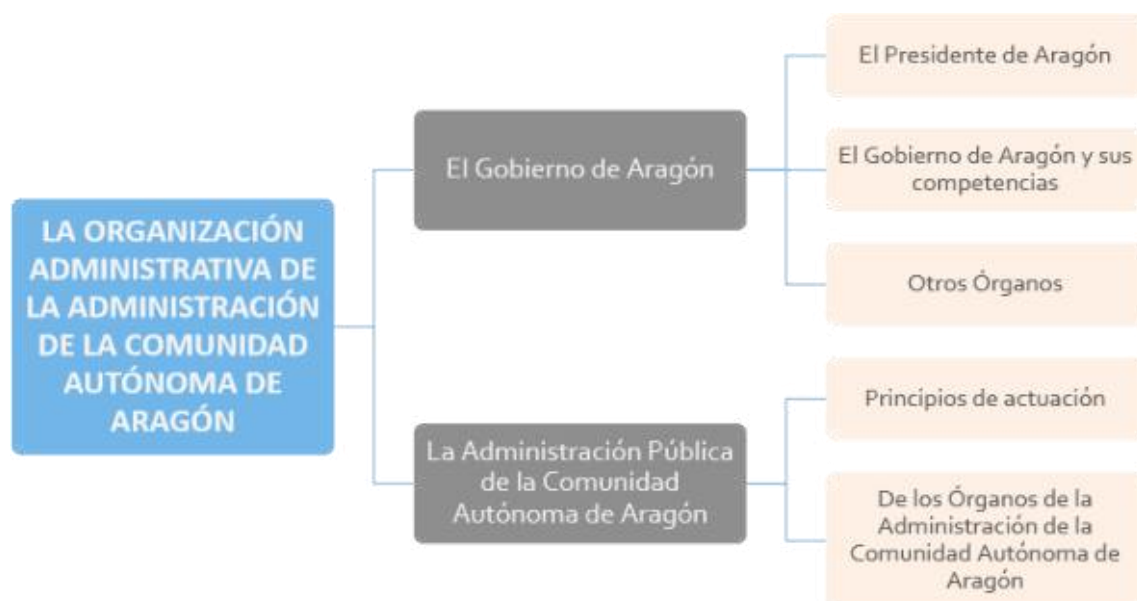 LA ORGANIZACIÓN
ADMINISTRATIVA DE
LA ADMINISTRACIÓN
DE LA COMUNIDAD
AUTÓNOMA DE
ARAGÓN
El Gobierno de Aragón
El Presidente de Aragón
El Gobierno de Aragón y sus
competencias
Otros Órganos
La Administración Pública
de la Comunidad
Autónoma de Aragón
Principios de actuación
De los Órganos de la
Administración de la
Comunidad Autónoma de
Aragón